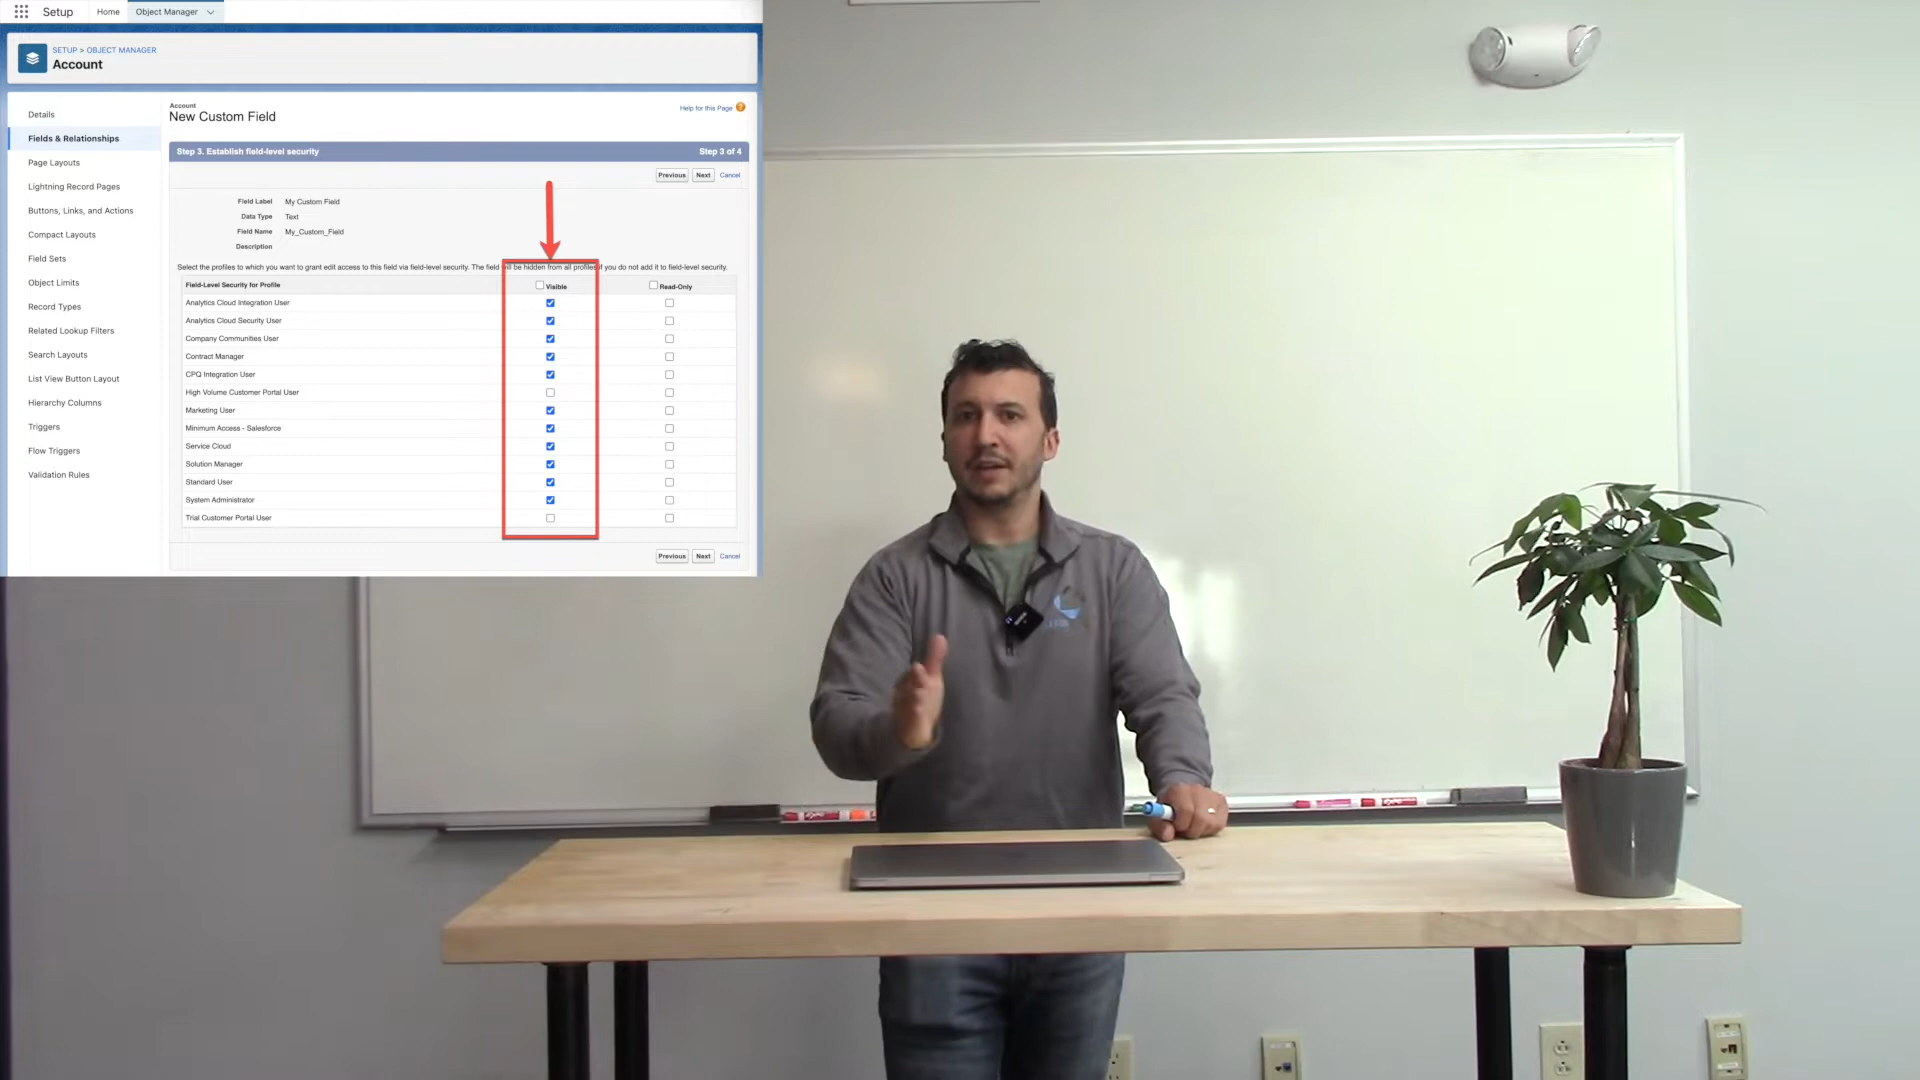 Setup Home Object Manager
SETUP > OBJECT MANAGER
Account
Details
Fields & Relationships
Page Layouts
Lightning Record Pages
Buttons, Links, and Actions
Compact Layouts
Field Sets
Object Limits
Record Types
Related Lookup Filters
Search Layouts
List View Button Layout
Hierarchy Columns
Triggers
Flow Triggers
Validation Rules
Account
New Custom Field
Help for this Page ?
Step 3. Establish field-level security Step 3 of 4
Previous Next Cancel
Field Label My Custom Field
Data Type Text
Field Name My_Custom_Field
Description
Select the profiles to which you want to grant edit access to this field via field-level security. The field will be hidden from all profiles if you do not add it to field-level security.
Field-Level Security for Profile Visible Read-Only
Analytics Cloud Integration User
Analytics Cloud Security User
Company Communities User
Contract Manager
CPQ Integration User
High Volume Customer Portal User
Marketing User
Minimum Access - Salesforce
Service Cloud
Solution Manager
Standard User
System Administrator
Trial Customer Portal User
Previous Next Cancel